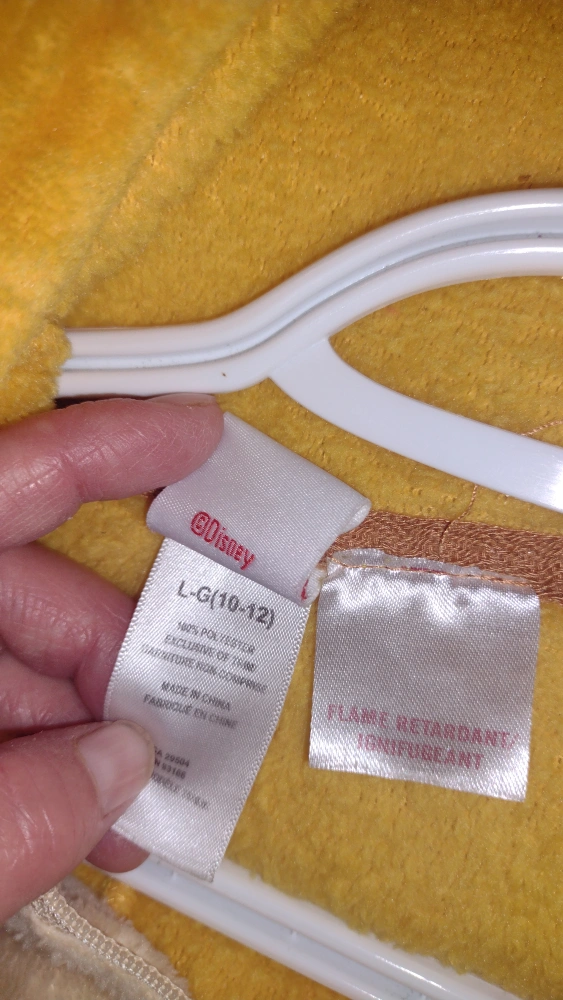 ©Disney
L-G(10-12)
100% POLYESTER
EXCLUSIVE OF TRIM
GARNITURE NON COMPRISE
MADE IN CHINA
FABRIQUÉ EN CHINE
FLAME RETARDANT/
IGNIFUGEANT